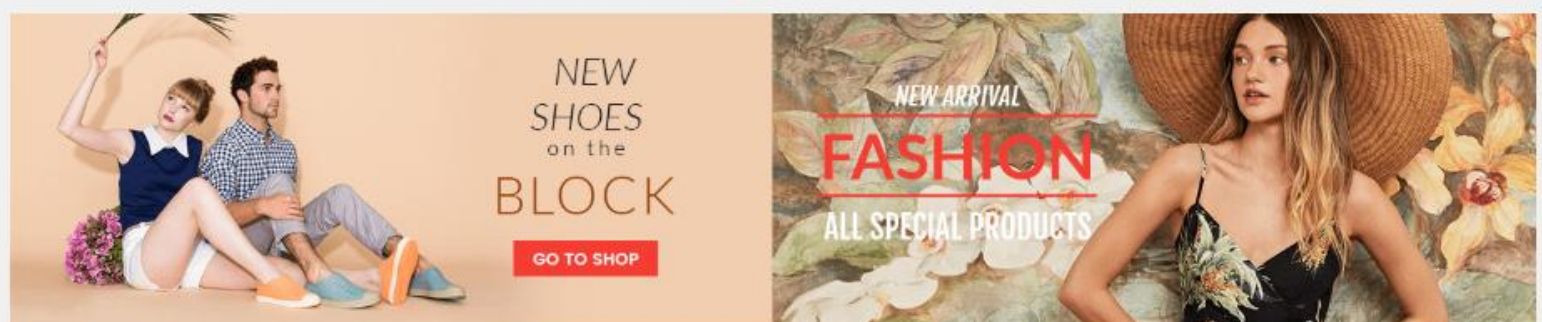 NEW
SHOES
on the
BLOCK
GO TO SHOP
NEW ARRIVAL
FASHION
ALL SPECIAL PRODUCTS